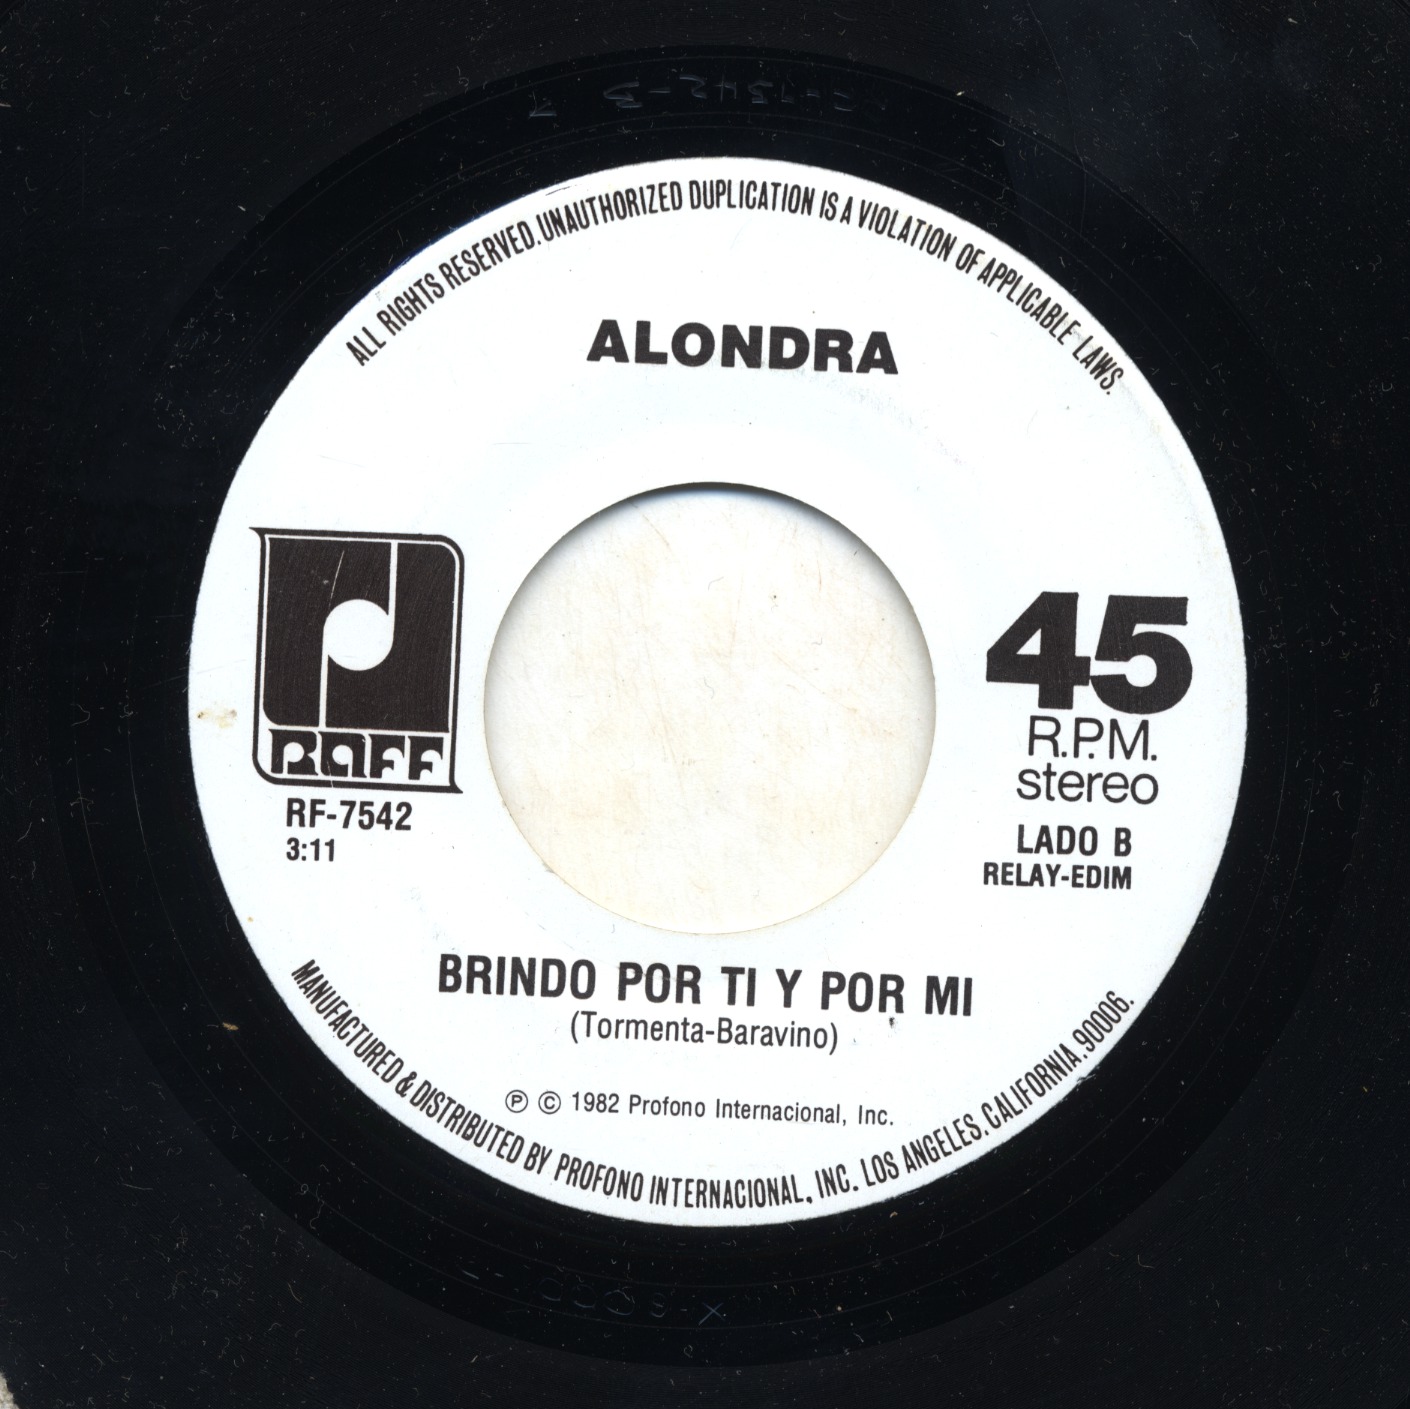 ALL RIGHTS RESERVED. UNAUTHORIZED DUPLICATION IS A VIOLATION OF APPLICABLE LAWS.
ALONDRA
RAFF
RF-7542
3:11
45
R.P.M.
stereo
LADO B
RELAY-EDIM
BRINDO POR TI Y POR MI
(Tormenta-Baravino)
℗ © 1982 Profono Internacional, Inc.
MANUFACTURED & DISTRIBUTED BY PROFONO INTERNACIONAL, INC. LOS ANGELES, CALIFORNIA. 90006.